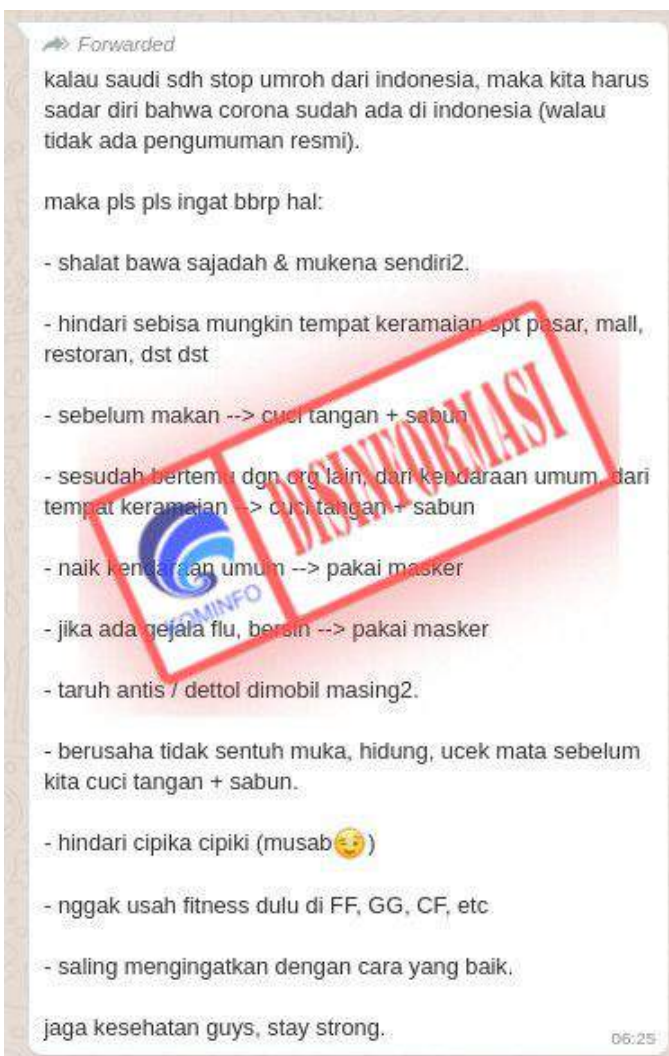 Forwarded
kalau saudi sdh stop umroh dari indonesia, maka kita harus
sadar diri bahwa corona sudah ada di indonesia (walau
tidak ada pengumuman resmi).
maka pls pls ingat bbrp hal:
- shalat bawa sajadah & mukena sendiri2.
- hindari sebisa mungkin tempat keramaian spt pasar, mall,
restoran, dst dst
- sebelum makan --> cuci tangan + sabun
- sesudah bertemu dgn org lain, dari kendaraan umum, dari
tempat keramaian --> cuci tangan + sabun
- naik kendaraan umum --> pakai masker
- jika ada gejala flu, bersin --> pakai masker
- taruh antis / dettol dimobil masing2.
- berusaha tidak sentuh muka, hidung, ucek mata sebelum
kita cuci tangan + sabun.
- hindari cipika cipiki (musab😉)
- nggak usah fitness dulu di FF, GG, CF, etc
- saling mengingatkan dengan cara yang baik.
jaga kesehatan guys, stay strong.
06:25
KOMINFO
DISINFORMASI